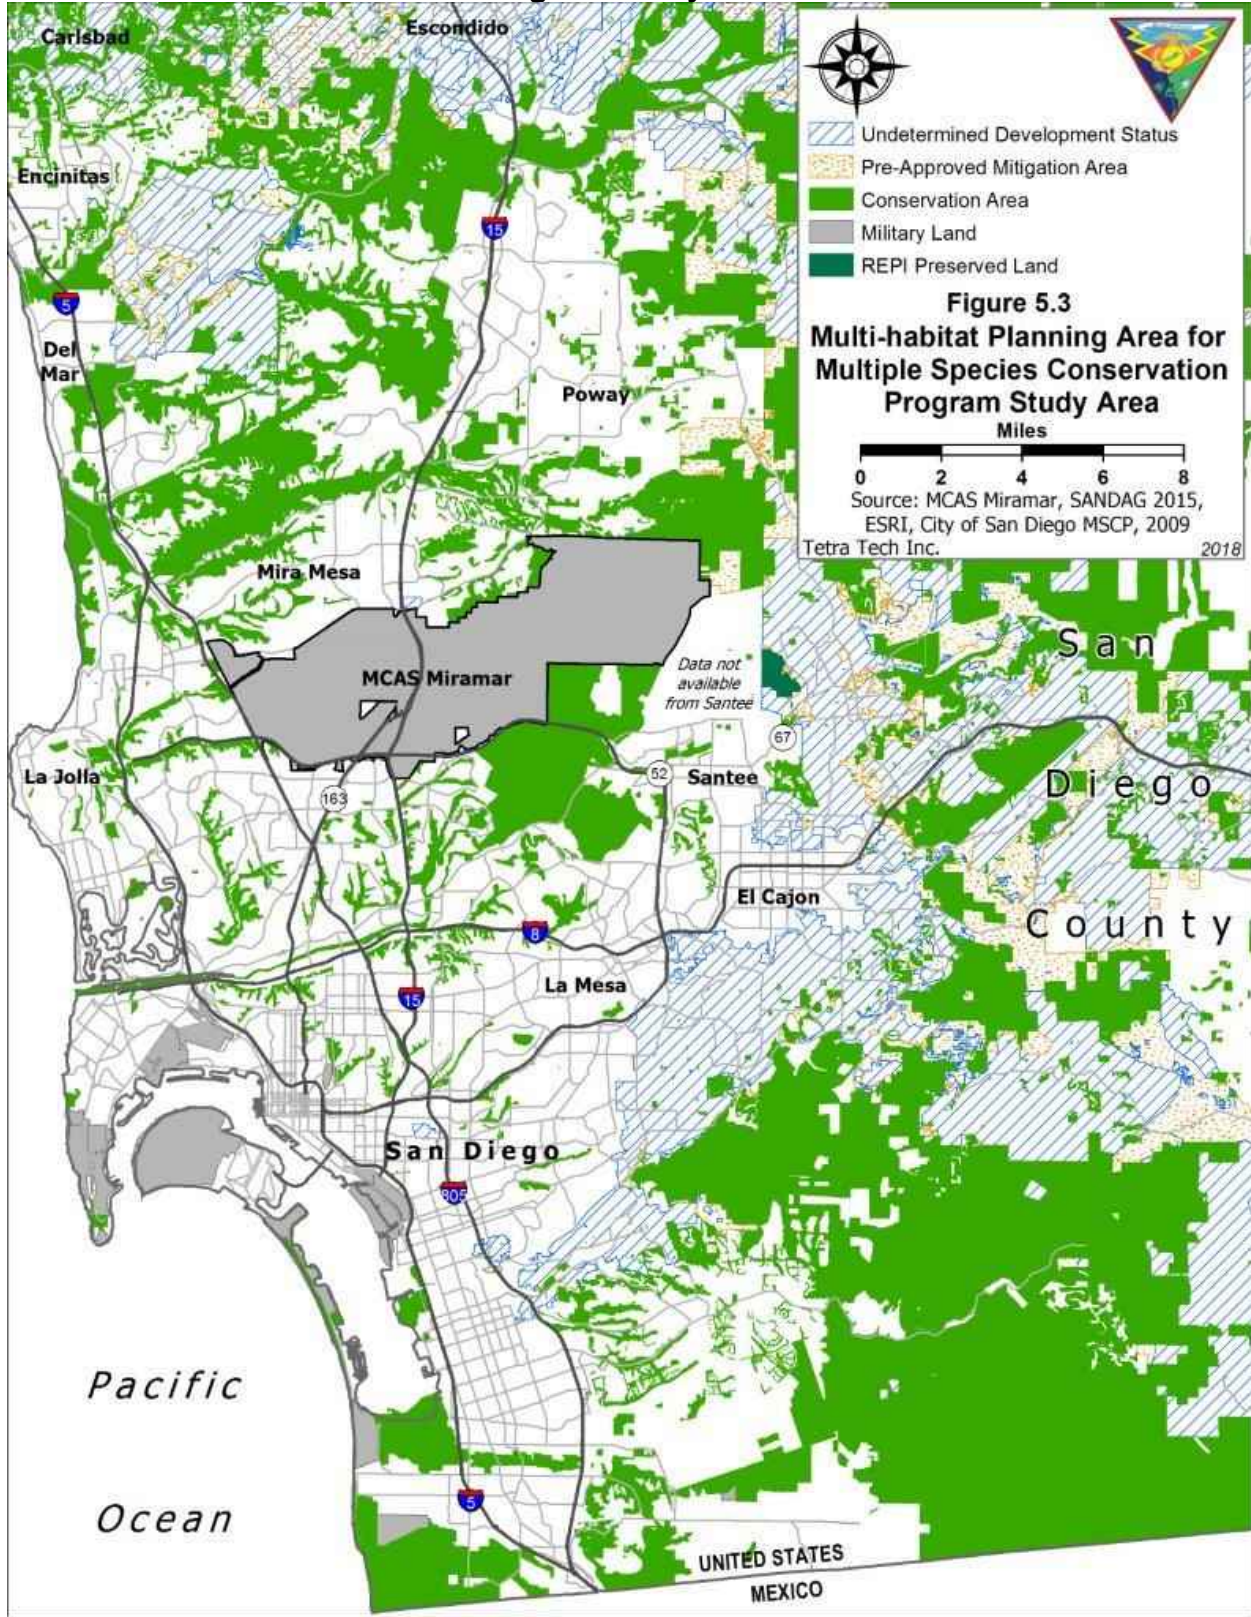 Carlsbad
Escondido
Encinitas
15
5
Del
Mar
Poway
Undetermined Development Status
Pre-Approved Mitigation Area
Conservation Area
Military Land
REPI Preserved Land
Figure 5.3
Multi-habitat Planning Area for
Multiple Species Conservation
Program Study Area
Miles
0 2 4 6 8
Source: MCAS Miramar, SANDAG 2015,
ESRI, City of San Diego MSCP, 2009
Tetra Tech Inc. 2018
Mira Mesa
MCAS Miramar
Data not
available
from Santee
San
Diego
County
67
La Jolla
52
Santee
163
El Cajon
8
La Mesa
15
San Diego
805
Pacific
Ocean
5
UNITED STATES
MEXICO